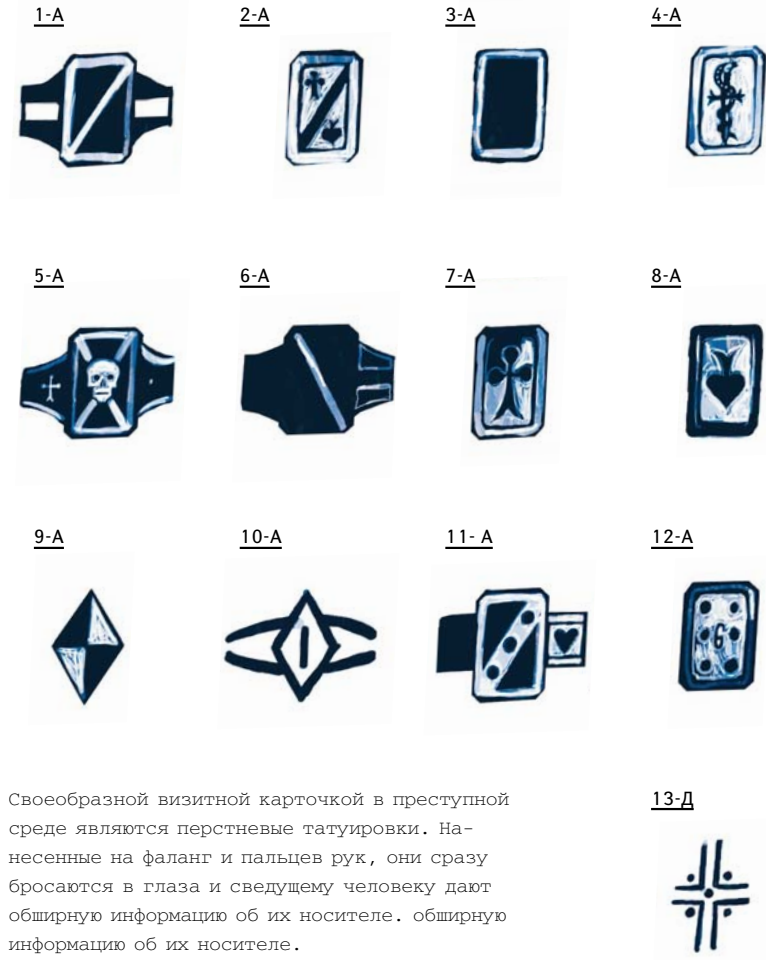 1-А 2-А 3-А 4-А
5-А 6-А 7-А 8-А
9-А 10-А 11- А 12-А
Своеобразной визитной карточкой в преступной
среде являются перстневые татуировки. На-
несенные на фаланг и пальцев рук, они сразу
бросаются в глаза и сведущему человеку дают
обширную информацию об их носителе. обширную
информацию об их носителе.
13-Д